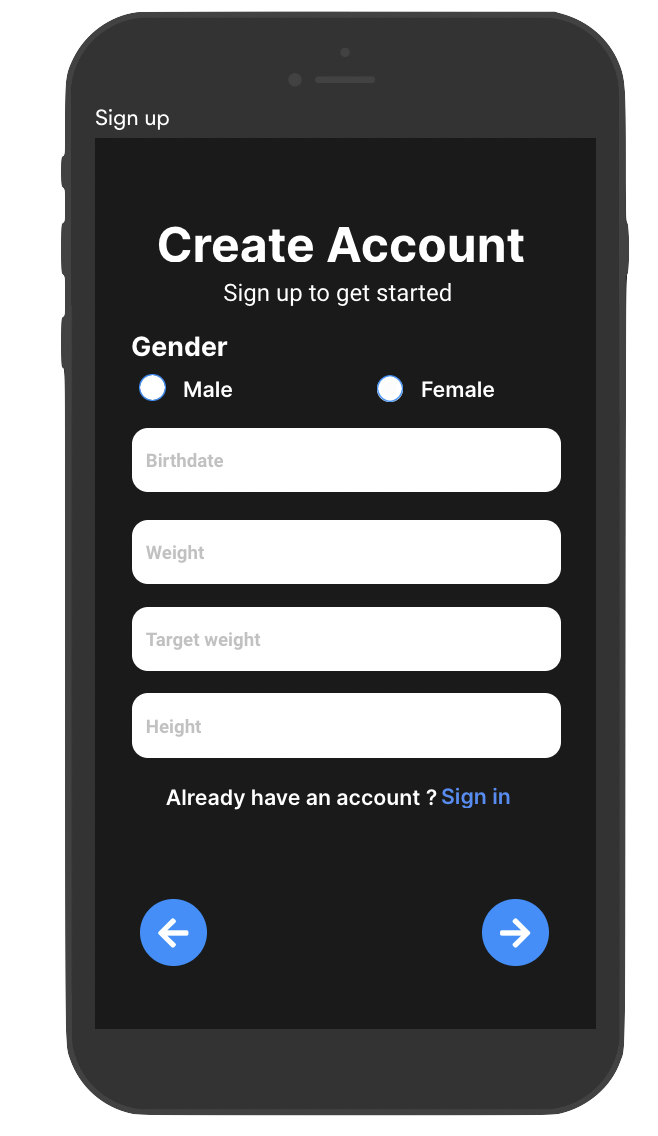 Sign up
Create Account
Sign up to get started
Gender
Male Female
Birthdate
Weight
Target weight
Height
Already have an account ? Sign in